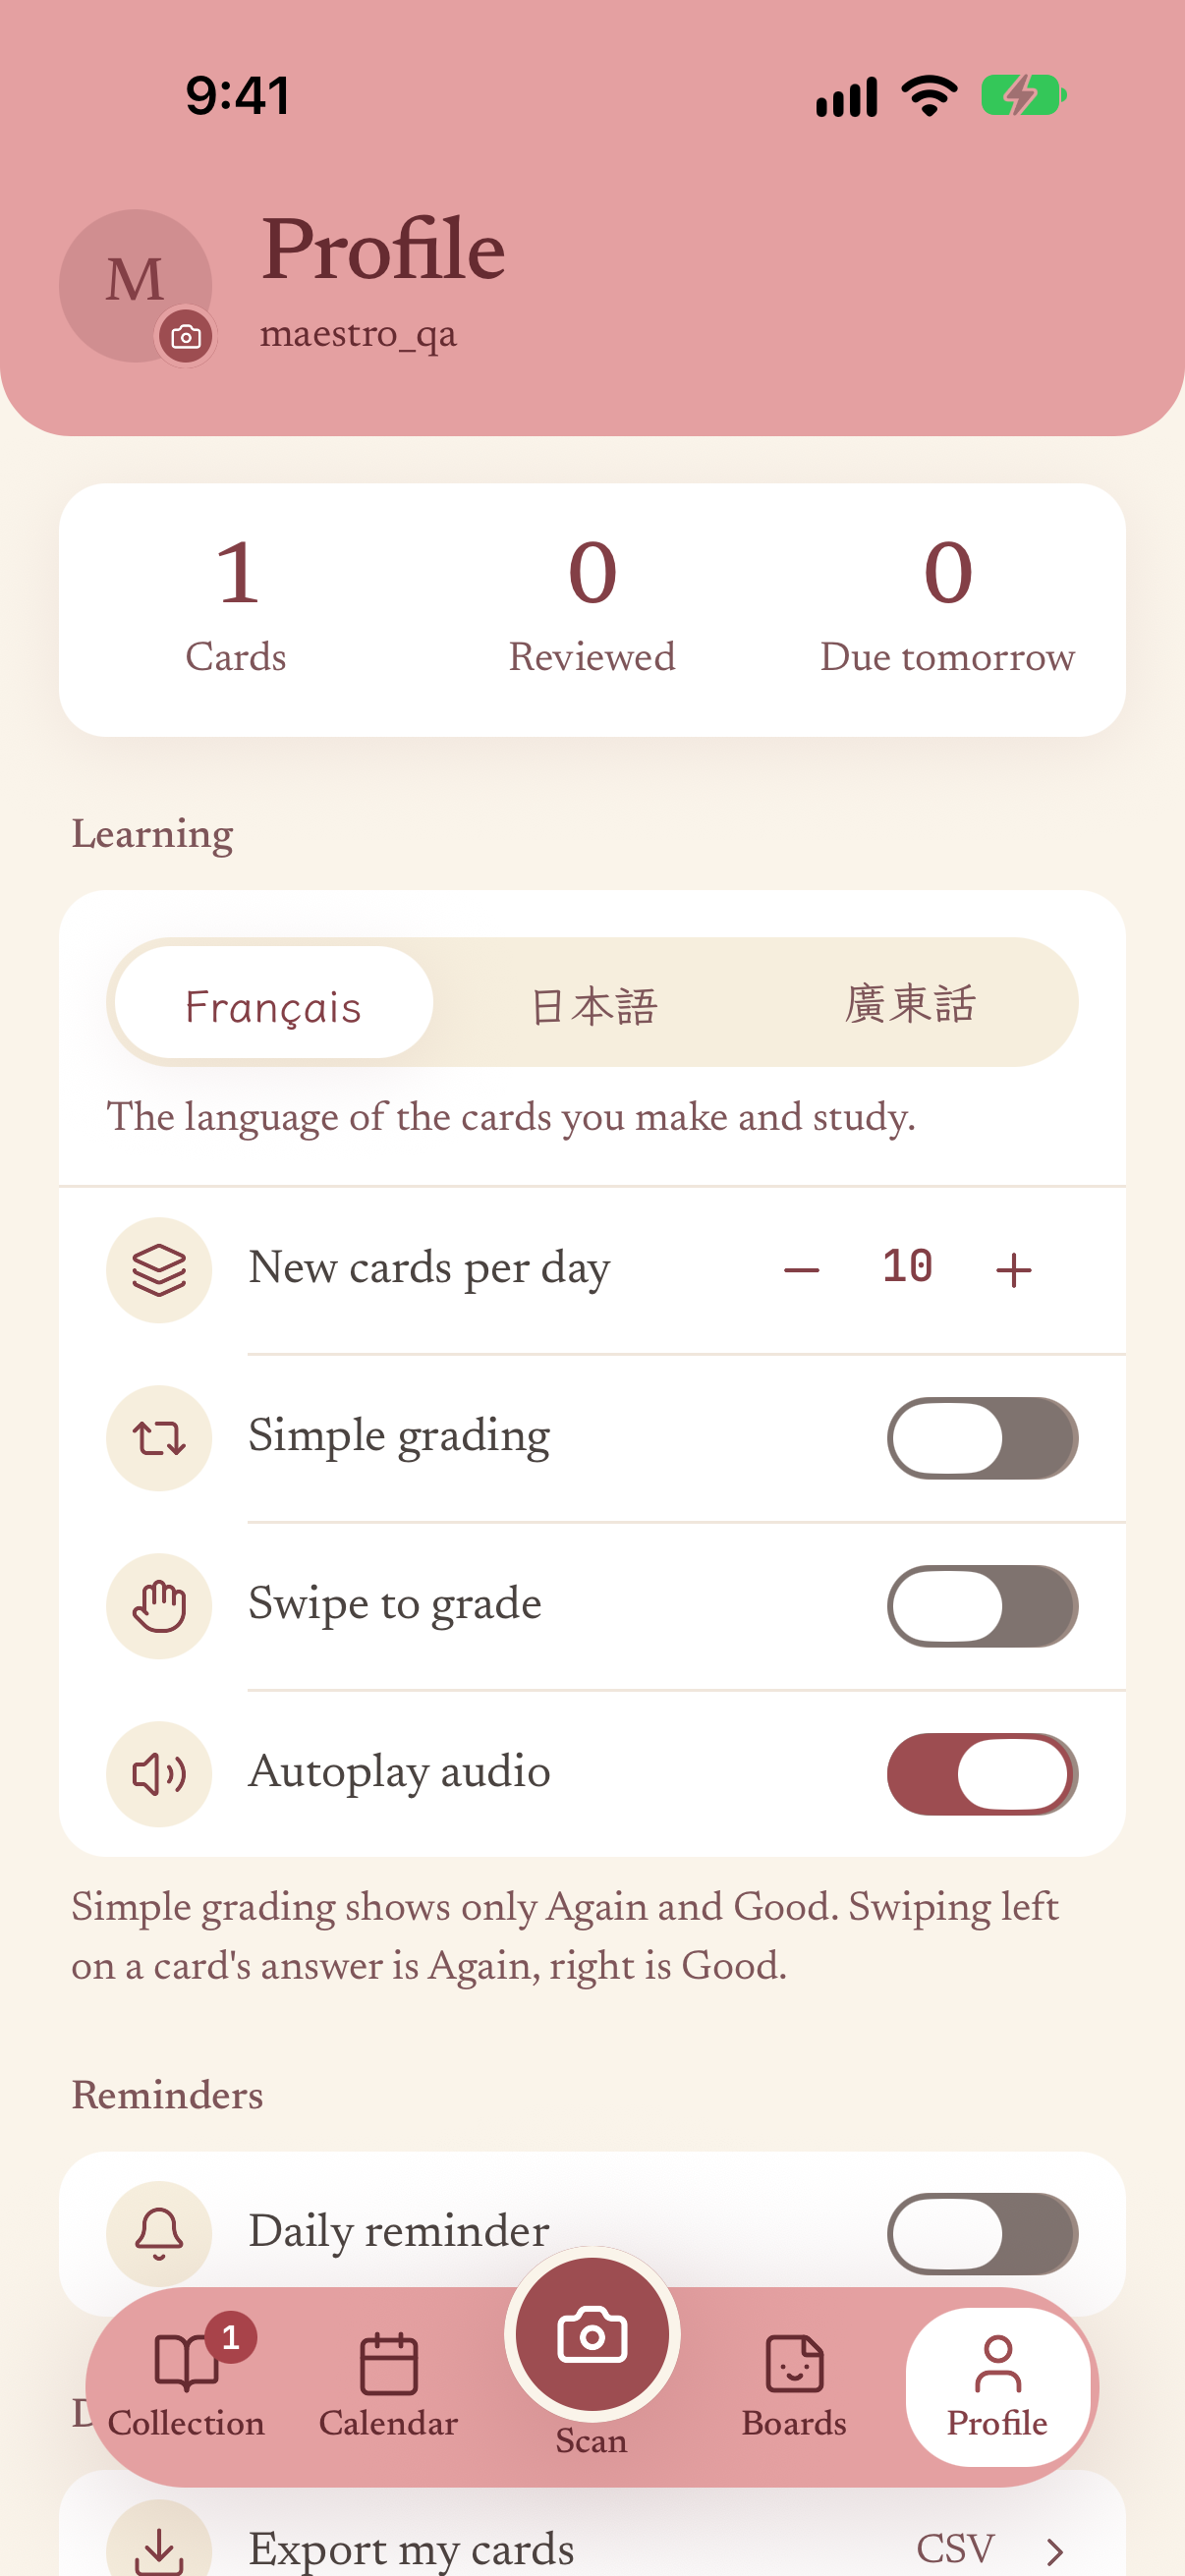 9:41
M
Profile
maestro_qa
1
0
0
Cards
Reviewed
Due tomorrow
Learning
Français
日本語
廣東話
The language of the cards you make and study.
New cards per day
10
Simple grading
Swipe to grade
Autoplay audio
Simple grading shows only Again and Good. Swiping left
on a card's answer is Again, right is Good.
Reminders
Daily reminder
1
Collection
Calendar
Scan
Boards
Profile
Export my cards
CSV